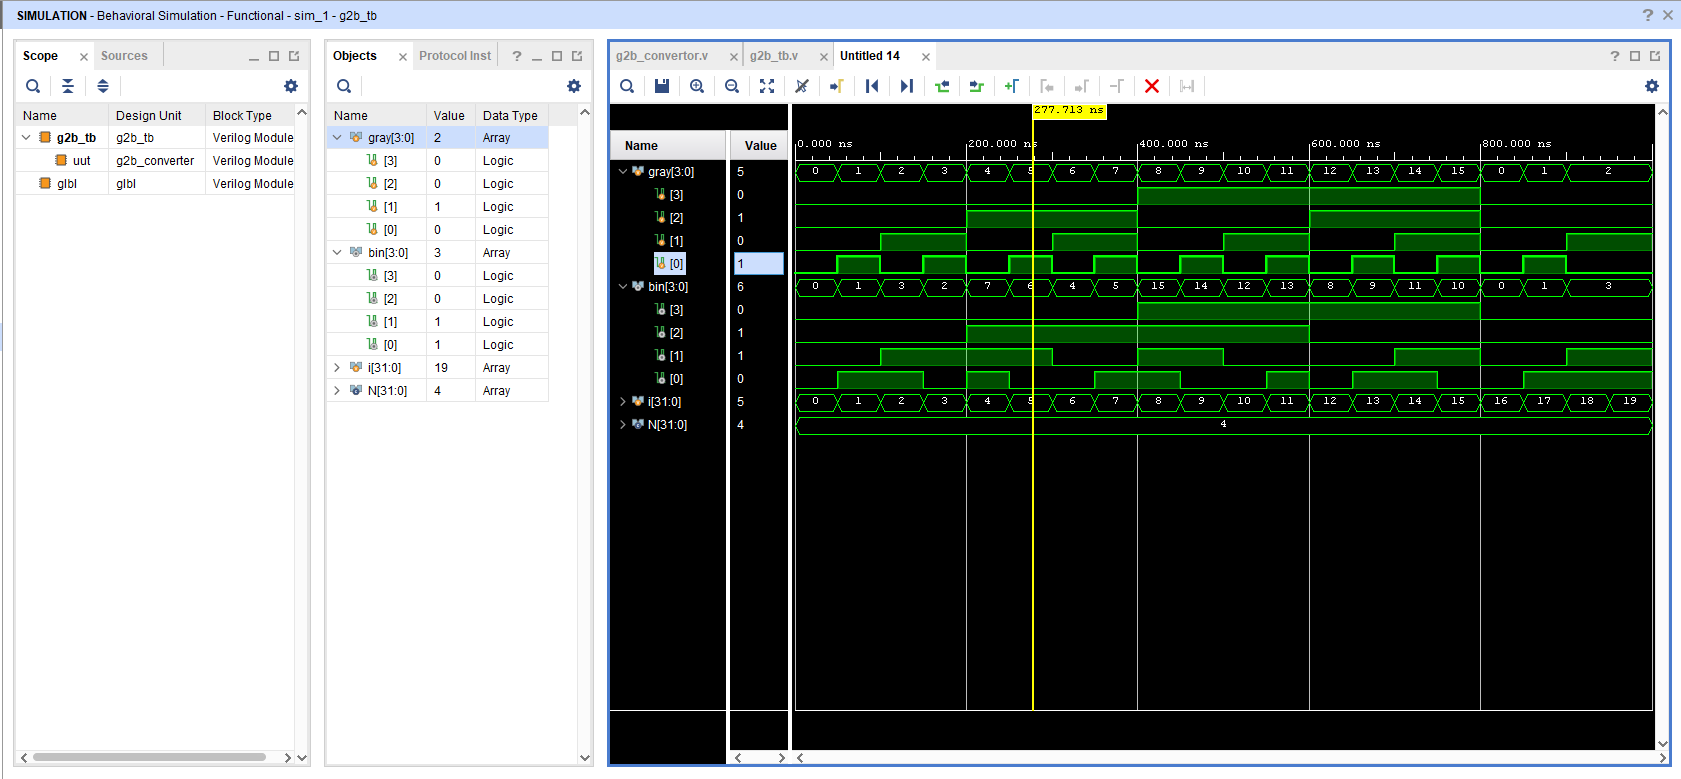 SIMULATION - Behavioral Simulation - Functional - sim_1 - g2b_tb
Scope
Sources
Name Design Unit Block Type
g2b_tb g2b_tb Verilog Module
uut g2b_converter Verilog Module
glbl glbl Verilog Module
Objects
Protocol Inst
Name Value Data Type
gray[3:0] 2 Array
[3] 0 Logic
[2] 0 Logic
[1] 1 Logic
[0] 0 Logic
bin[3:0] 3 Array
[3] 0 Logic
[2] 0 Logic
[1] 1 Logic
[0] 1 Logic
i[31:0] 19 Array
N[31:0] 4 Array
g2b_convertor.v
g2b_tb.v
Untitled 14
277.713 ns
Name Value
0.000 ns 200.000 ns 400.000 ns 600.000 ns 800.000 ns
gray[3:0] 5 0 1 2 3 4 5 6 7 8 9 10 11 12 13 14 15 0 1 2
[3] 0
[2] 1
[1] 0
[0] 1
bin[3:0] 6 0 1 3 2 7 6 4 5 15 14 12 13 8 9 11 10 0 1 3
[3] 0
[2] 1
[1] 1
[0] 0
i[31:0] 5 0 1 2 3 4 5 6 7 8 9 10 11 12 13 14 15 16 17 18 19
N[31:0] 4 4